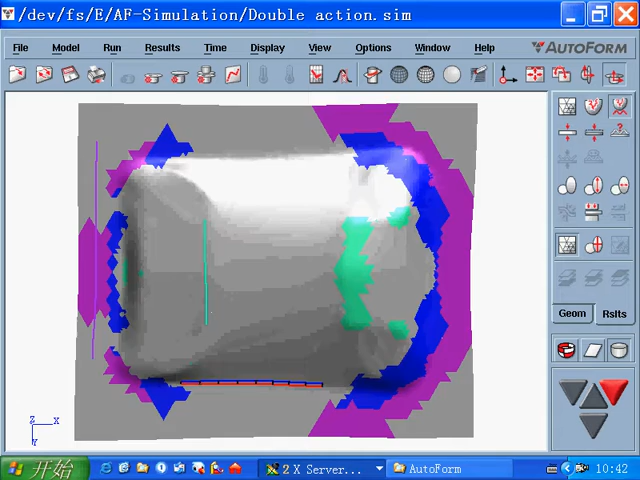 /dev/fs/E/AF-Simulation/Double action.sim
File Model Run Results Time Display View Options Window Help AUTOFORM
Geom Rslts
Z X
Y
开始 2 X Server... AutoForm 10:42